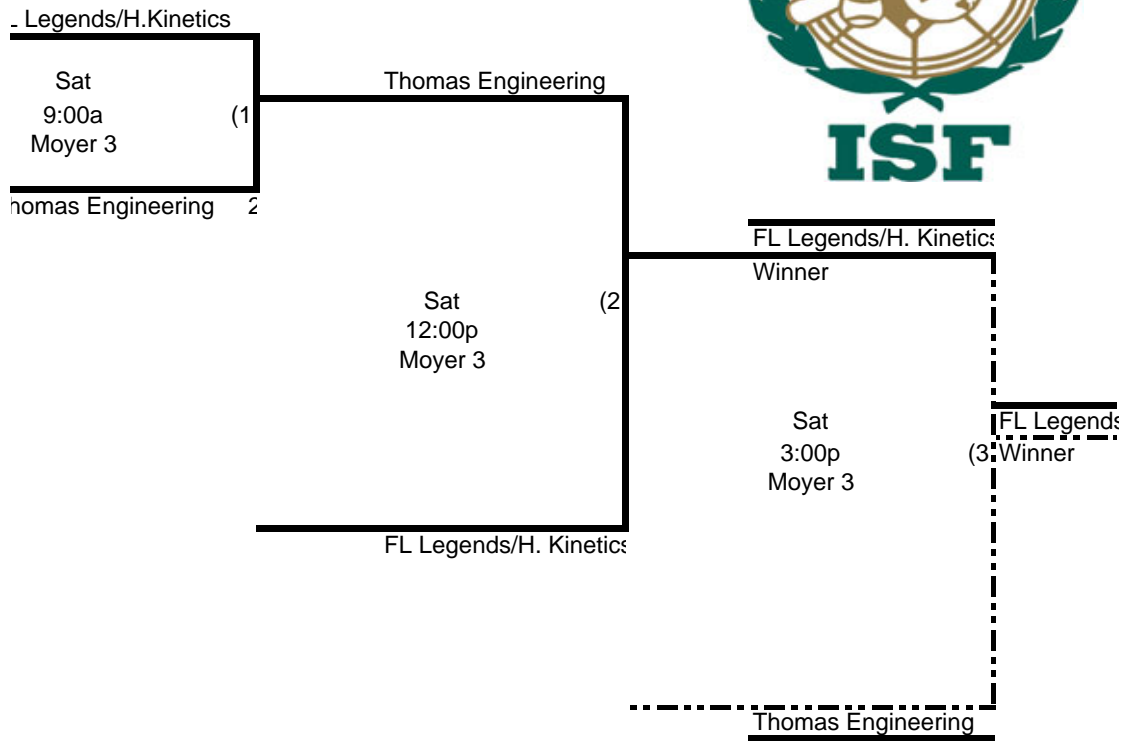 L Legends/H.Kinetics
Sat
9:00a (1
Moyer 3
homas Engineering 2
Thomas Engineering
Sat (2
12:00p
Moyer 3
FL Legends/H. Kinetics
ISF
FL Legends/H. Kinetics
Winner
Sat
3:00p (3
Moyer 3
FL Legends
Winner
Thomas Engineering